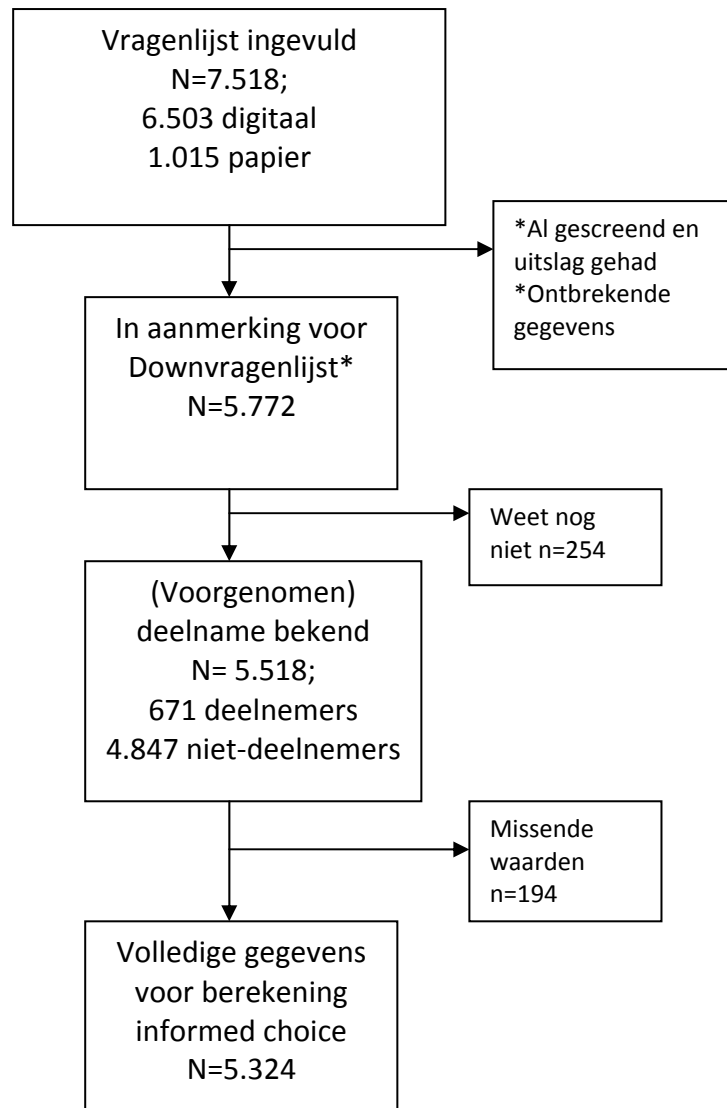 Vragenlijst ingevuld
N=7.518;
6.503 digitaal
1.015 papier
*Al gescreend en
uitslag gehad
*Ontbrekende
gegevens
In aanmerking voor
Downvragenlijst*
N=5.772
Weet nog
niet n=254
(Voorgenomen)
deelname bekend
N= 5.518;
671 deelnemers
4.847 niet-deelnemers
Missende
waarden
n=194
Volledige gegevens
voor berekening
informed choice
N=5.324